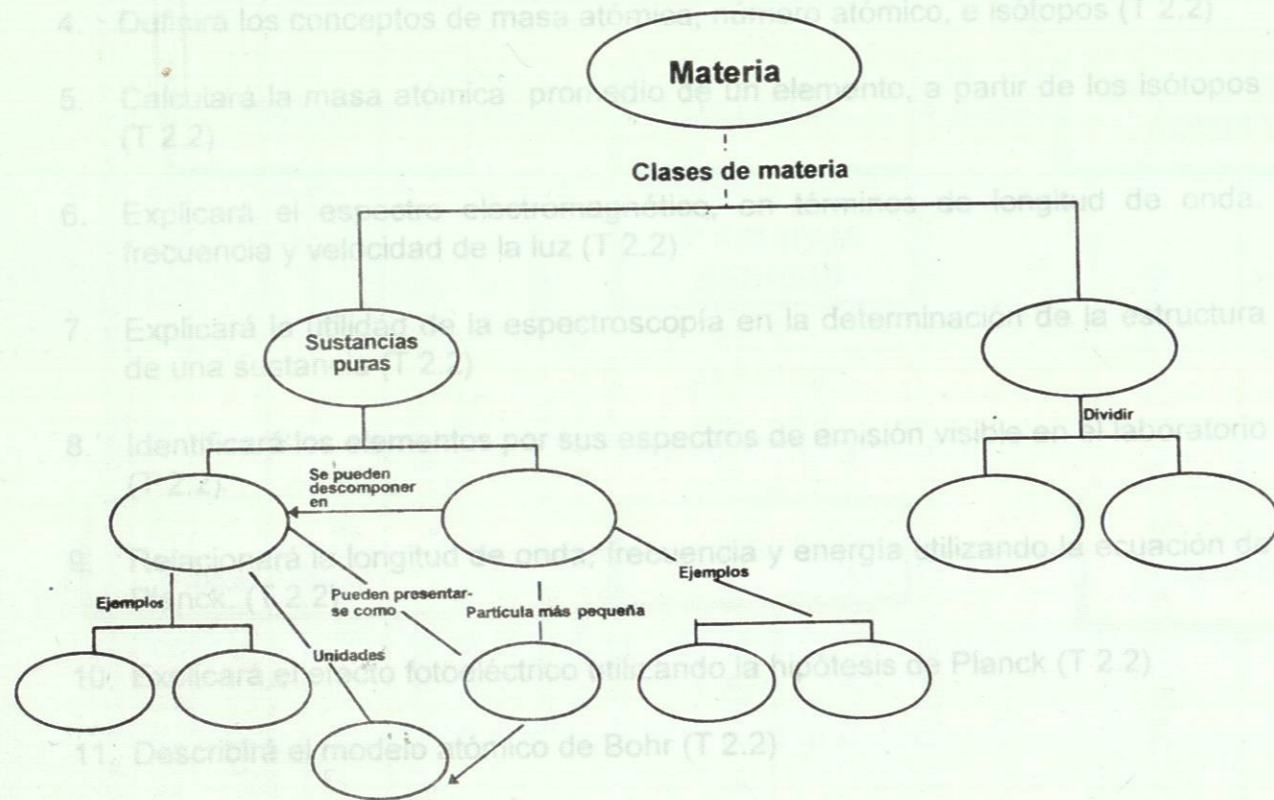 4. Definirá los conceptos de masa atómica, número atómico, e isótopos (T 2.2)
Materia
5. Calculará la masa atómica promedio de un elemento, a partir de los isótopos
(T 2.2)
Clases de materia
6. Explicará el espectro electromagnético, en términos de longitud de onda,
frecuencia y velocidad de la luz (T 2.2)
7. Explicará la utilidad de la espectroscopía en la determinación de la estructura
de una sustancia (T 2.2)
Sustancias
puras
Dividir
8. Identificará los elementos por sus espectros de emisión visible en el laboratorio
(T 2.2)
Se pueden
descomponer
en
9. Relacionará la longitud de onda, frecuencia y energía utilizando la ecuación de
Planck. (T 2.2)
Ejemplos
Pueden presentar-
se como
Partícula más pequeña
Ejemplos
Unidades
10. Explicará el efecto fotoeléctrico utilizando la hipótesis de Planck (T 2 2)
11. Describirá el modelo atómico de Bohr (T 2.2)